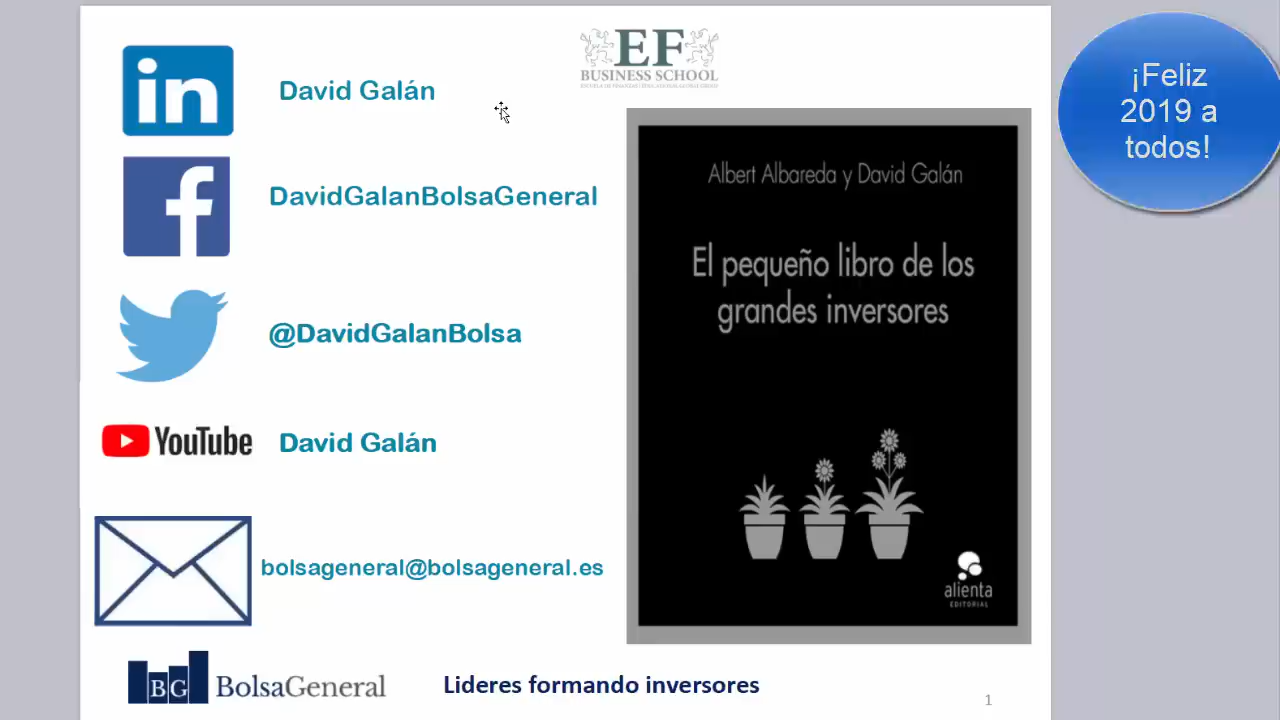 in
David Galán
f
DavidGalanBolsaGeneral
@DavidGalanBolsa
YouTube
David Galán
bolsageneral@bolsageneral.es
BG BolsaGeneral
Lideres formando inversores
EF
BUSINESS SCHOOL
Albert Albareda y David Galán
El pequeño libro de los
grandes inversores
alienta
EDITORIAL
1
¡Feliz
2019 a
todos!